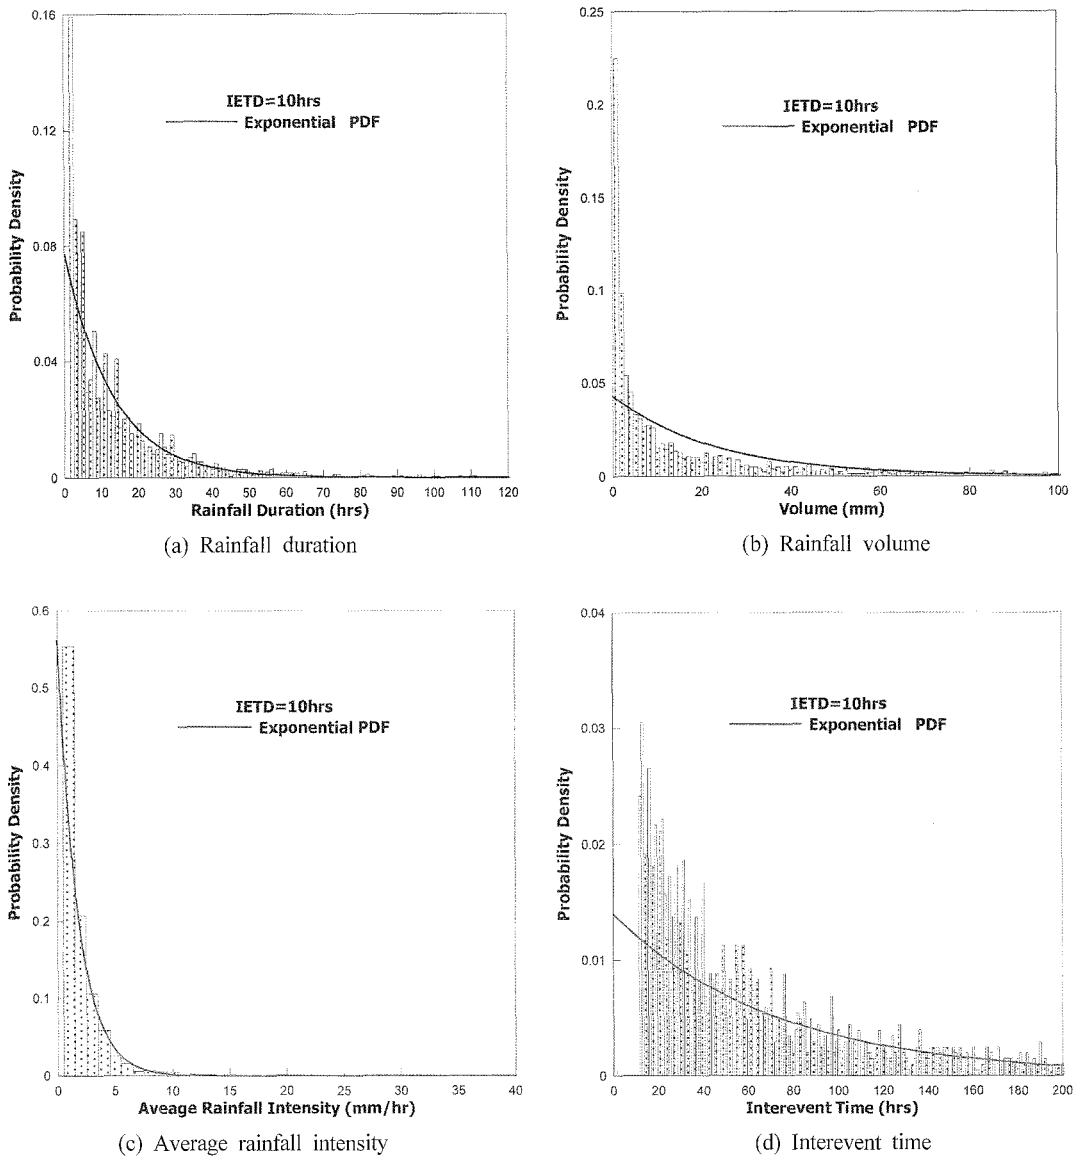 0.16
0.12
0.08
0.04
0
Probability Density
IETD=10hrs
Exponential PDF
0 10 20 30 40 50 60 70 80 90 100 110 120
Rainfall Duration (hrs)
(a) Rainfall duration
0.25
0.2
0.15
0.1
0.05
0
Probability Density
IETD=10hrs
Exponential PDF
0 20 40 60 80 100
Volume (mm)
(b) Rainfall volume
0.6
0.5
0.4
0.3
0.2
0.1
0
Probability Density
IETD=10hrs
Exponential PDF
0 5 10 15 20 25 30 35 40
Aveage Rainfall Intensity (mm/hr)
(c) Average rainfall intensity
0.04
0.03
0.02
0.01
0
Probability Density
IETD=10hrs
Exponential PDF
0 20 40 60 80 100 120 140 160 180 200
Interevent Time (hrs)
(d) Interevent time